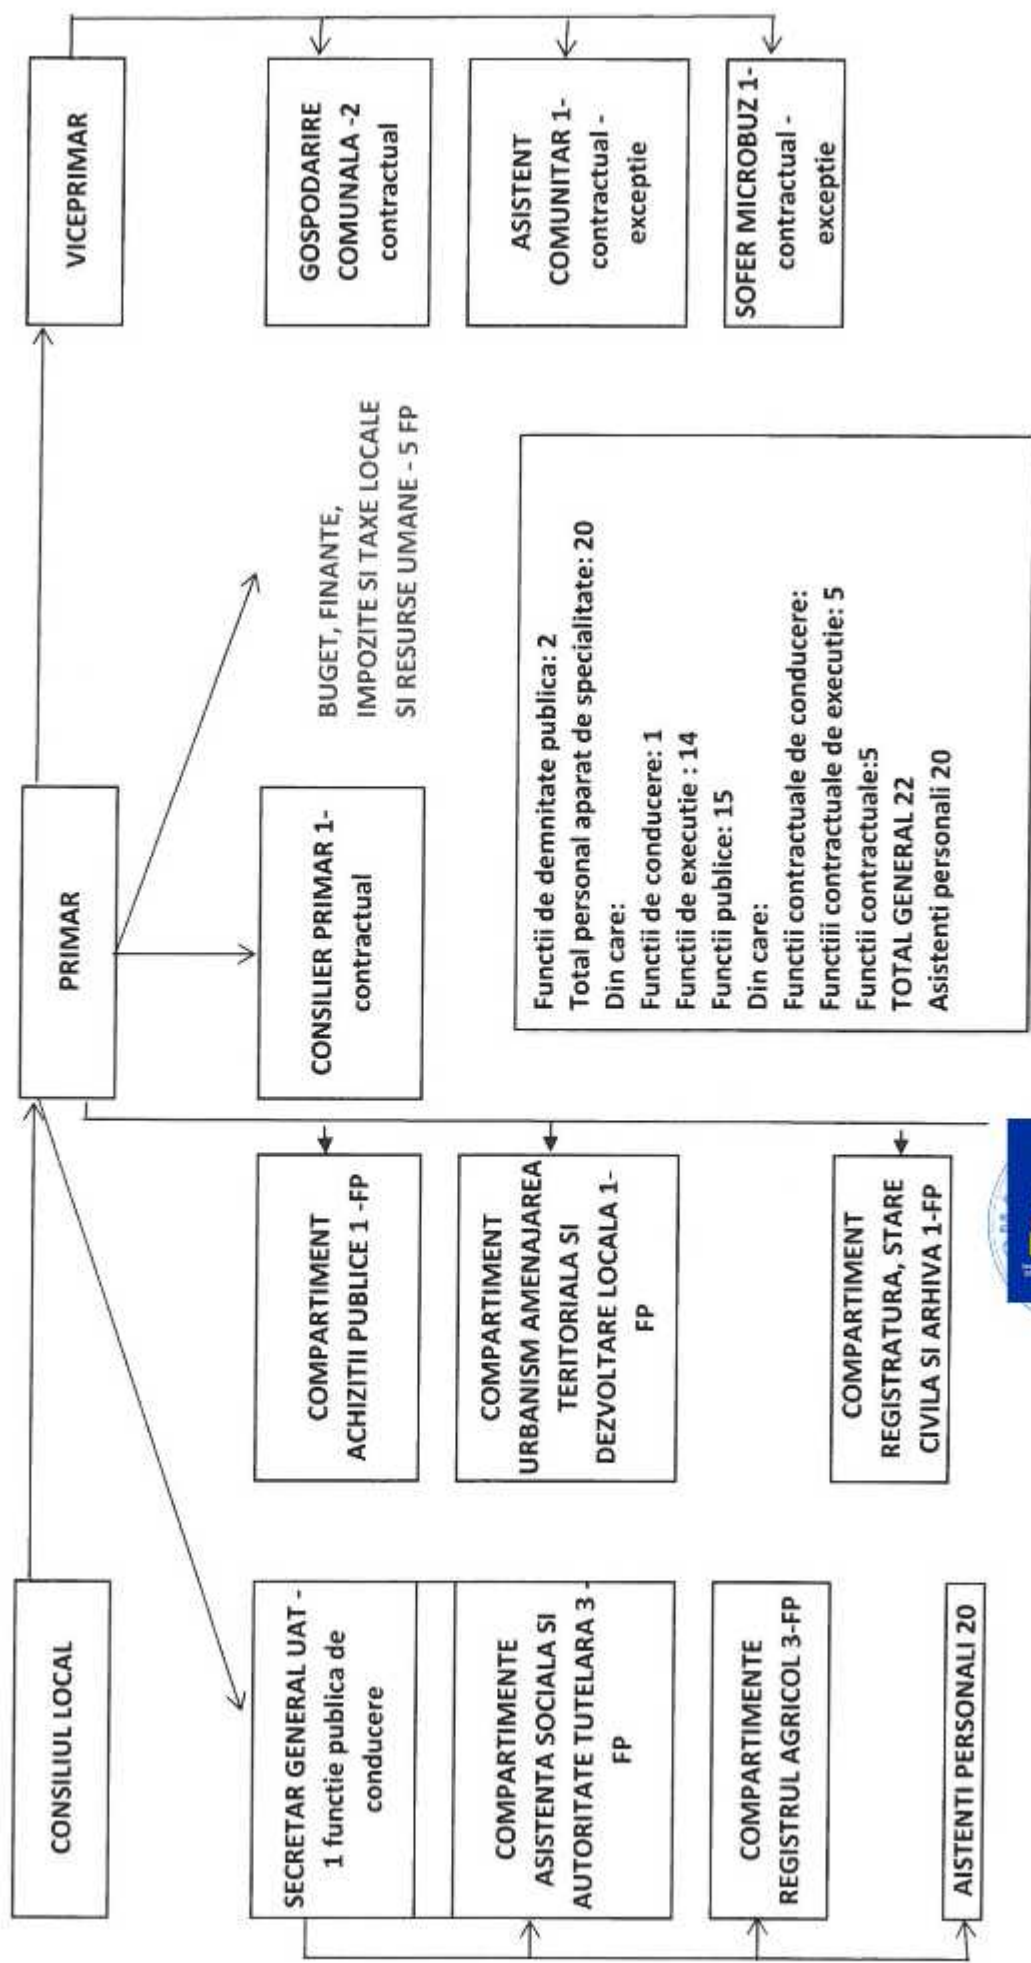 CONSILIUL LOCAL
PRIMAR
VICEPRIMAR
SECRETAR GENERAL UAT -
1 functie publica de
conducere
COMPARTIMENTE
ASISTENTA SOCIALA SI
AUTORITATE TUTELARA 3 -
FP
COMPARTIMENTE
REGISTRUL AGRICOL 3-FP
AISTENTI PERSONALI 20
COMPARTIMENT
ACHIZITII PUBLICE 1 -FP
COMPARTIMENT
URBANISM AMENAJAREA
TERITORIALA SI
DEZVOLTARE LOCALA 1-
FP
COMPARTIMENT
REGISTRATURA, STARE
CIVILA SI ARHIVA 1-FP
CONSILIER PRIMAR 1-
contractual
BUGET, FINANTE,
IMPOZITE SI TAXE LOCALE
SI RESURSE UMANE - 5 FP
GOSPODARIRE
COMUNALA -2
contractual
ASISTENT
COMUNITAR 1-
contractual -
exceptie
SOFER MICROBUZ 1-
contractual -
exceptie
Functii de demnitate publica: 2
Total personal aparat de specialitate: 20
Din care:
Functii de conducere: 1
Functii de executie : 14
Functii publice: 15
Din care:
Functii contractuale de conducere:
Functiii contractuale de executie: 5
Functii contractuale:5
TOTAL GENERAL 22
Asistenti personali 20